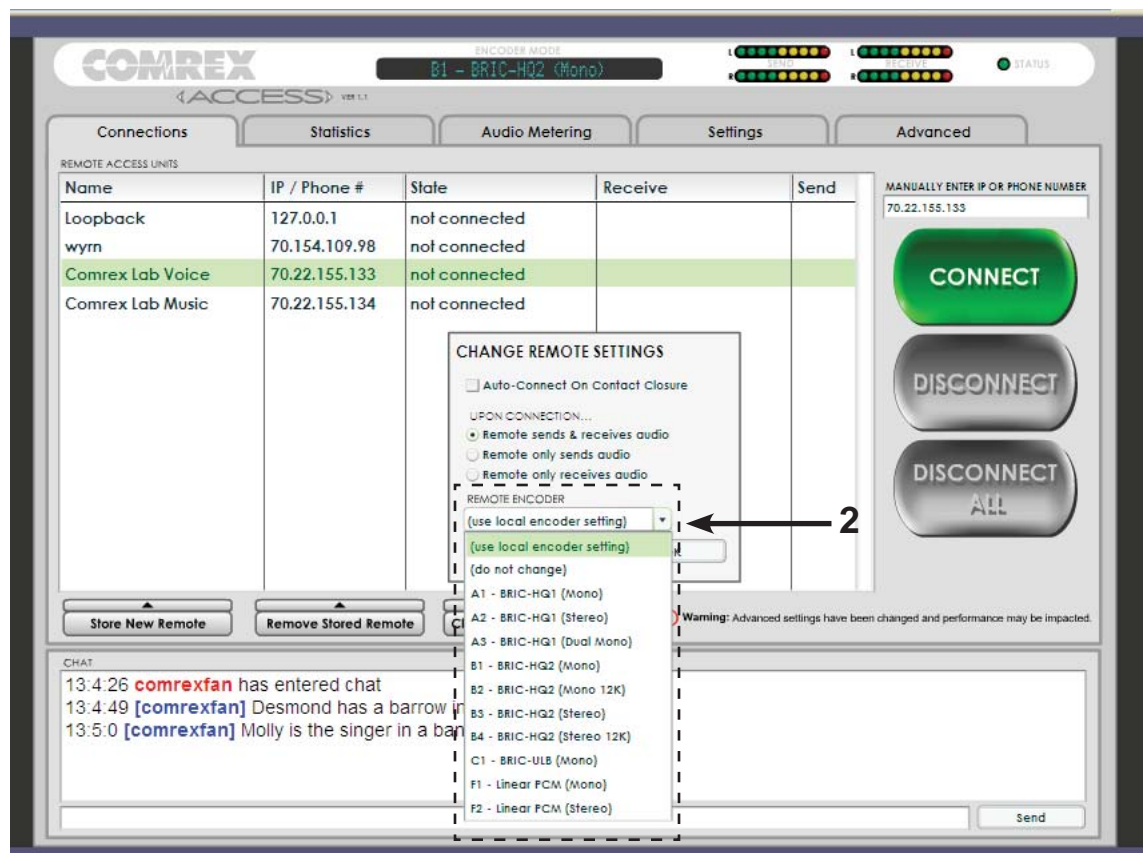 COMREX
ACCESS VER 1.1
ENCODER MODE
B1 – BRIC-HQ2 (Mono)
L
SEND
R
L
RECEIVE
R
STATUS
Connections Statistics Audio Metering Settings Advanced
REMOTE ACCESS UNITS
Name IP / Phone # State Receive Send
Loopback 127.0.0.1 not connected
wyrn 70.154.109.98 not connected
Comrex Lab Voice 70.22.155.133 not connected
Comrex Lab Music 70.22.155.134 not connected
MANUALLY ENTER IP OR PHONE NUMBER
70.22.155.133
CONNECT
DISCONNECT
DISCONNECT
ALL
CHANGE REMOTE SETTINGS
Auto-Connect On Contact Closure
UPON CONNECTION...
Remote sends & receives audio
Remote only sends audio
Remote only receives audio
REMOTE ENCODER
(use local encoder setting)
2
(use local encoder setting)
(do not change)
A1 - BRIC-HQ1 (Mono)
A2 - BRIC-HQ1 (Stereo)
A3 - BRIC-HQ1 (Dual Mono)
B1 - BRIC-HQ2 (Mono)
B2 - BRIC-HQ2 (Mono 12K)
B3 - BRIC-HQ2 (Stereo)
B4 - BRIC-HQ2 (Stereo 12K)
C1 - BRIC-ULB (Mono)
F1 - Linear PCM (Mono)
F2 - Linear PCM (Stereo)
Store New Remote Remove Stored Remote
Warning: Advanced settings have been changed and performance may be impacted.
CHAT
13:4:26 comrexfan has entered chat
13:4:49 [comrexfan] Desmond has a barrow
13:5:0 [comrexfan] Molly is the singer in a
Send